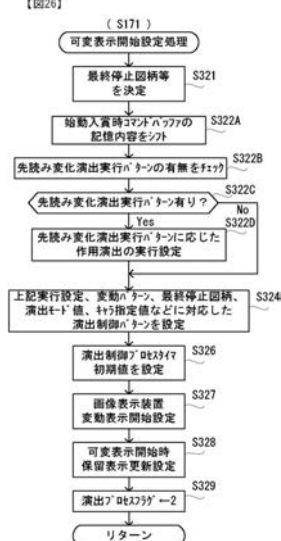 【図26】
( S171 )
可変表示開始設定処理
最終停止図柄等
を決定
S321
始動入賞時コマンドバッファの
記憶内容をシフト
S322A
先読み変化演出実行パターンの有無をチェック
S322B
先読み変化演出実行パターン有り？
S322C
No
Yes
S322D
先読み変化演出実行パターンに応じた
作用演出の実行設定
上記実行設定、変動パターン、最終停止図柄、
演出モード値、キャラ指定値などに対応した
演出制御パターンを設定
S324
演出制御プロセスタイマ
初期値を設定
S326
画像表示装置
変動表示開始設定
S327
可変表示開始時
保留表示更新設定
S328
演出プロセスフラグ←2
S329
リターン